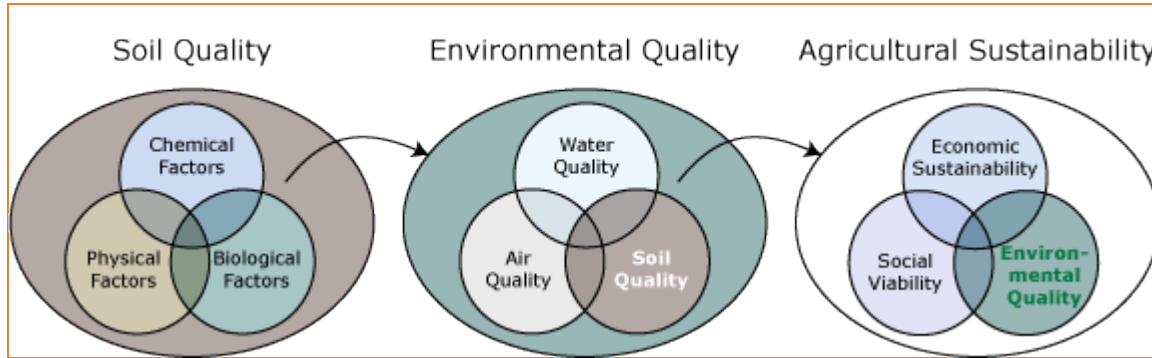 Soil Quality
Environmental Quality
Agricultural Sustainability
Chemical
Factors
Physical
Factors
Biological
Factors
Water
Quality
Air
Quality
Soil
Quality
Economic
Sustainability
Social
Viability
Environ-
mental
Quality